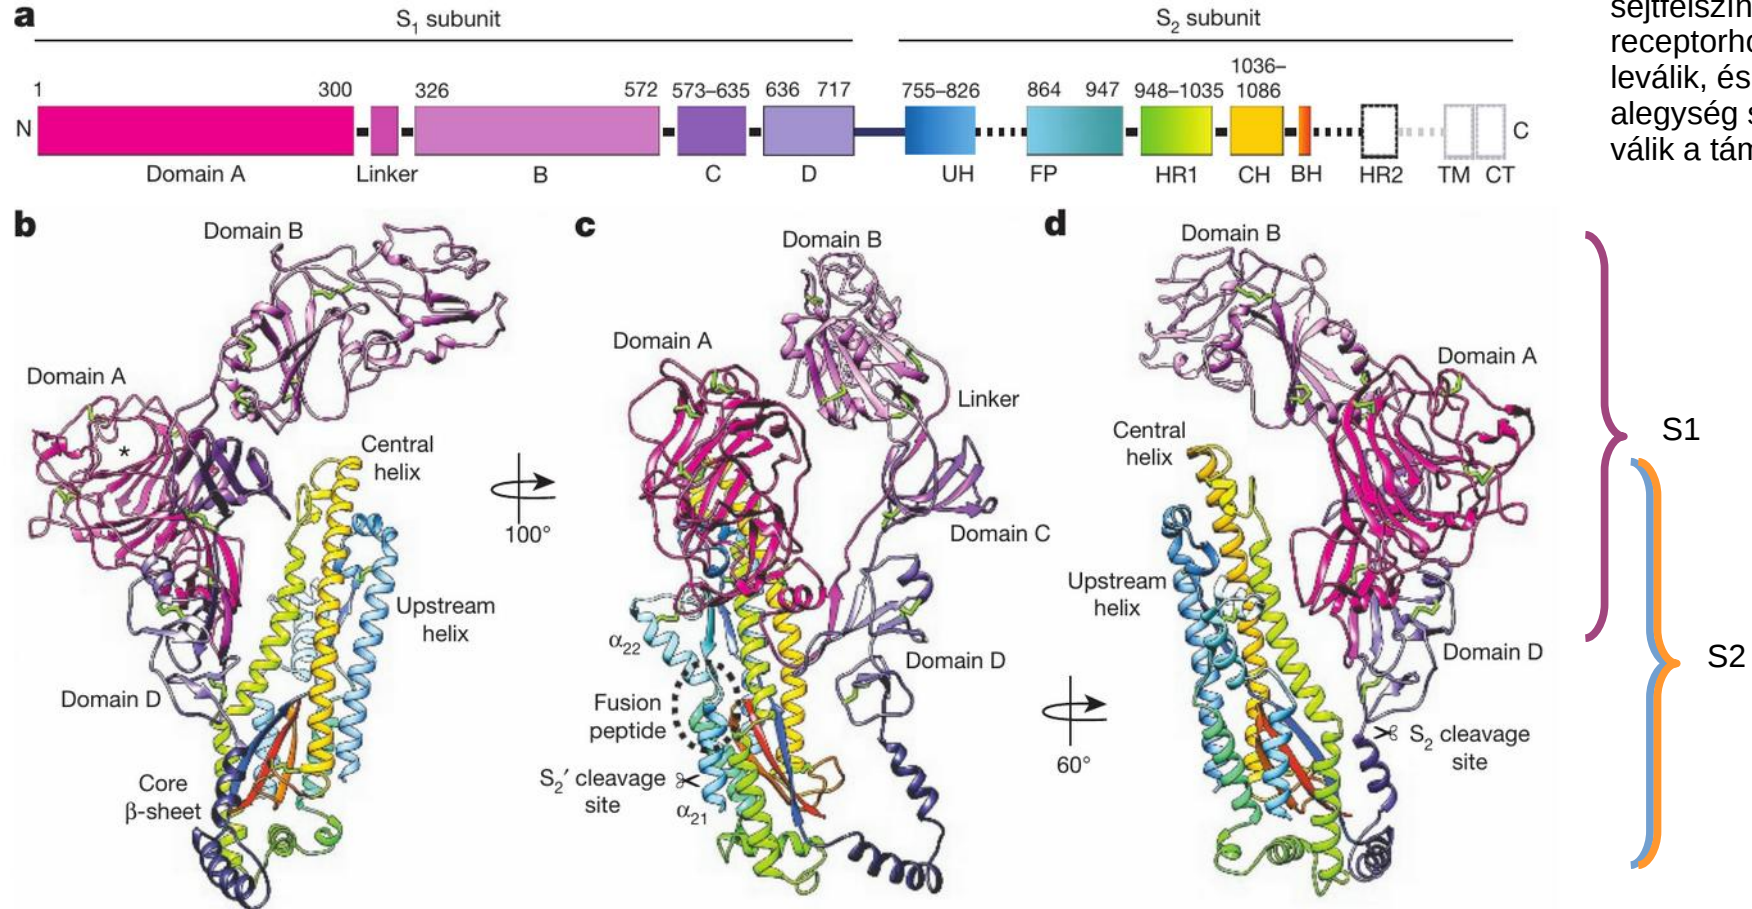 a
S1 subunit
S2 subunit
1 300 326 572 573–635 636 717 755–826 864 947 948–1035 1036–
1086
N
C
Domain A Linker B C D UH FP HR1 CH BH HR2 TM CT
sejtfelszín
leválik, és
alegység
válik a
b
Domain B
Domain A
*
Central
helix
Upstream
helix
Domain D
Core
β-sheet
100°
c
Domain B
Domain A
Linker
Domain C
α22
Domain D
Fusion
peptide
S2′ cleavage
site
α21
60°
d
Domain B
Domain A
Central
helix
Upstream
helix
Domain D
S2 cleavage
site
S1
S2